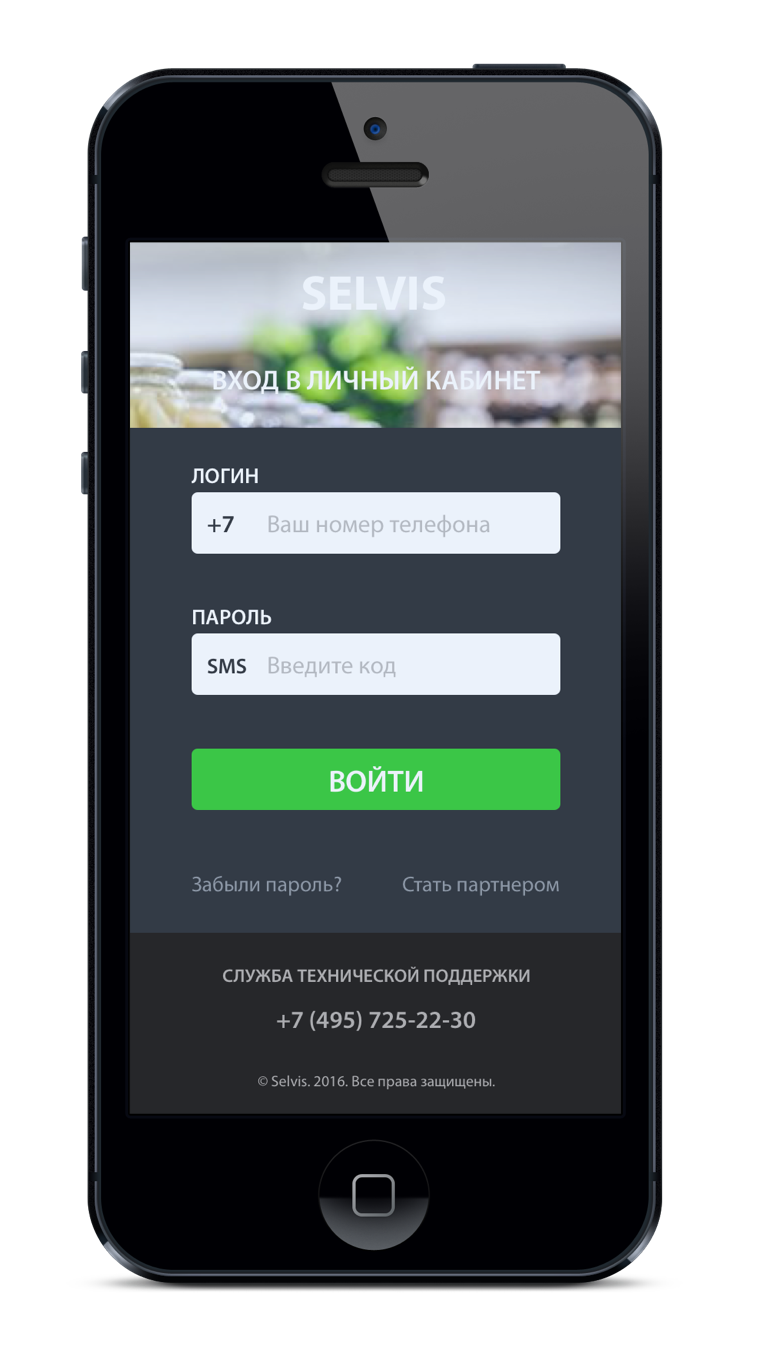 SELVIS
ВХОД В ЛИЧНЫЙ КАБИНЕТ
ЛОГИН
+7 Ваш номер телефона
ПАРОЛЬ
SMS Введите код
ВОЙТИ
Забыли пароль? Стать партнером
СЛУЖБА ТЕХНИЧЕСКОЙ ПОДДЕРЖКИ
+7 (495) 725-22-30
© Selvis. 2016. Все права защищены.